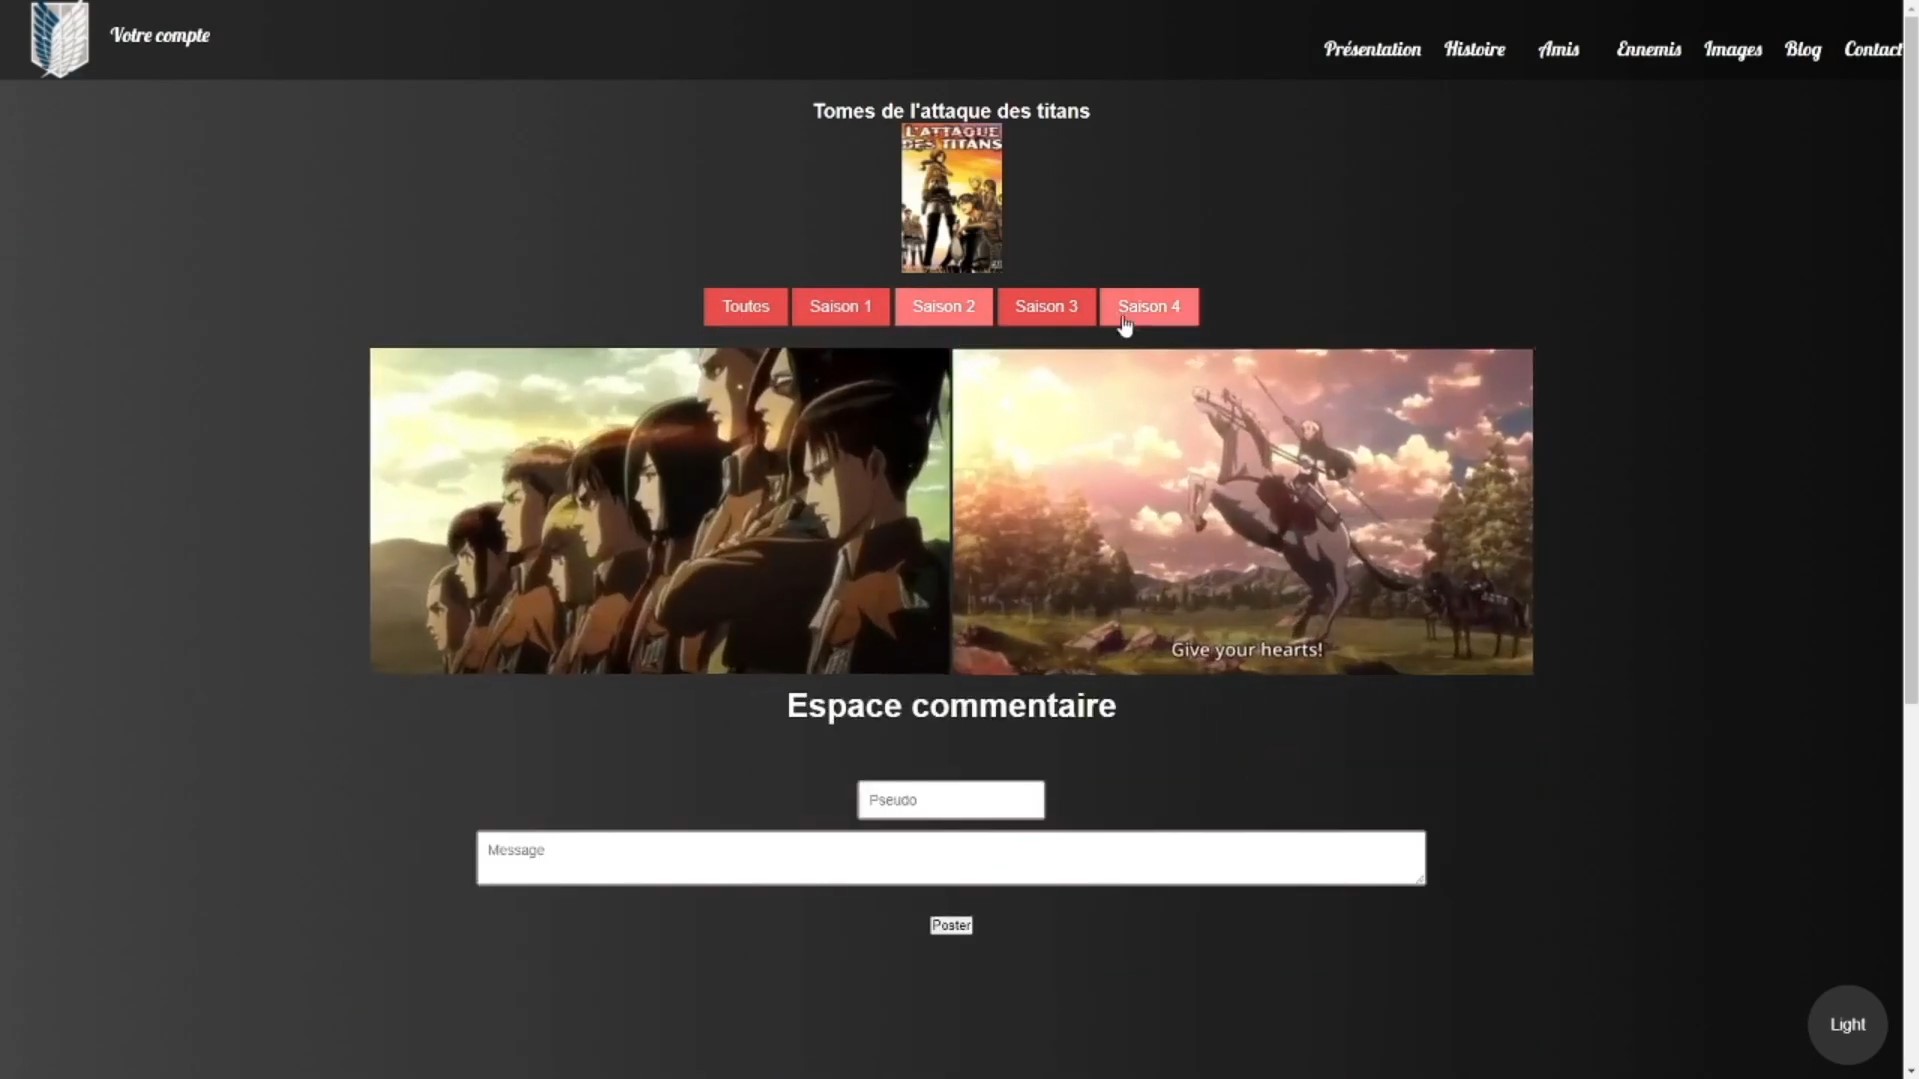 Votre compte
Présentation Histoire Amis Ennemis Images Blog Contact
Tomes de l'attaque des titans
L'ATTAQUE
DES TITANS
Toutes Saison 1 Saison 2 Saison 3 Saison 4
Give your hearts!
Espace commentaire
Pseudo
Message
Poster
Light